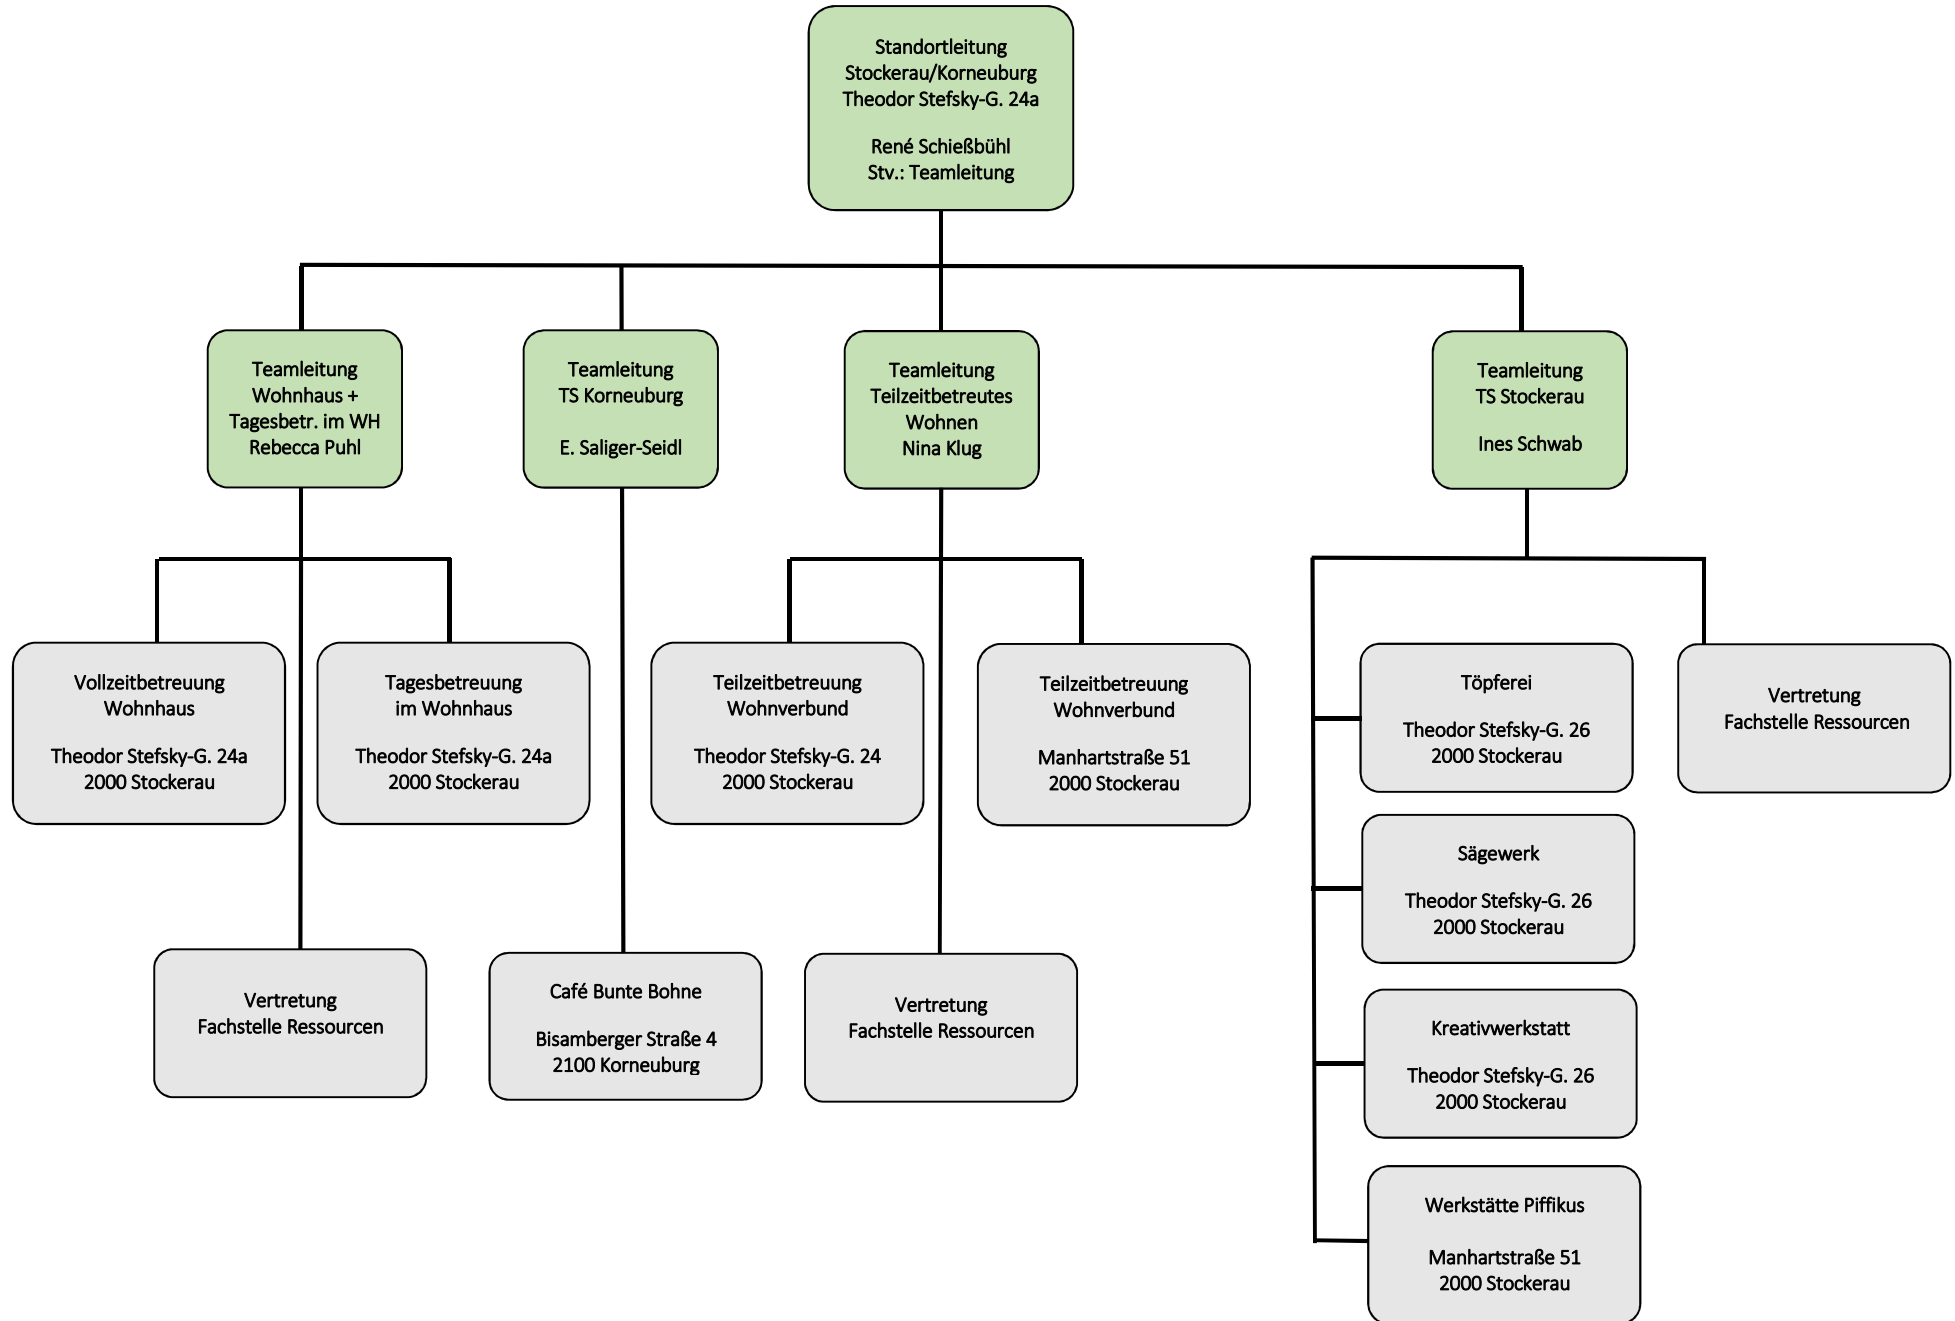 Standortleitung
Stockerau/Korneuburg
Theodor Stefsky-G. 24a
René Schießbühl
Stv.: Teamleitung
Teamleitung
Wohnhaus +
Tagesbetr. im WH
Rebecca Puhl
Teamleitung
TS Korneuburg
E. Saliger-Seidl
Teamleitung
Teilzeitbetreutes
Wohnen
Nina Klug
Teamleitung
TS Stockerau
Ines Schwab
Vollzeitbetreuung
Wohnhaus
Theodor Stefsky-G. 24a
2000 Stockerau
Tagesbetreuung
im Wohnhaus
Theodor Stefsky-G. 24a
2000 Stockerau
Teilzeitbetreuung
Wohnverbund
Theodor Stefsky-G. 24
2000 Stockerau
Teilzeitbetreuung
Wohnverbund
Manhartstraße 51
2000 Stockerau
Töpferei
Theodor Stefsky-G. 26
2000 Stockerau
Vertretung
Fachstelle Ressourcen
Sägewerk
Theodor Stefsky-G. 26
2000 Stockerau
Vertretung
Fachstelle Ressourcen
Café Bunte Bohne
Bisamberger Straße 4
2100 Korneuburg
Vertretung
Fachstelle Ressourcen
Kreativwerkstatt
Theodor Stefsky-G. 26
2000 Stockerau
Werkstätte Piffikus
Manhartstraße 51
2000 Stockerau